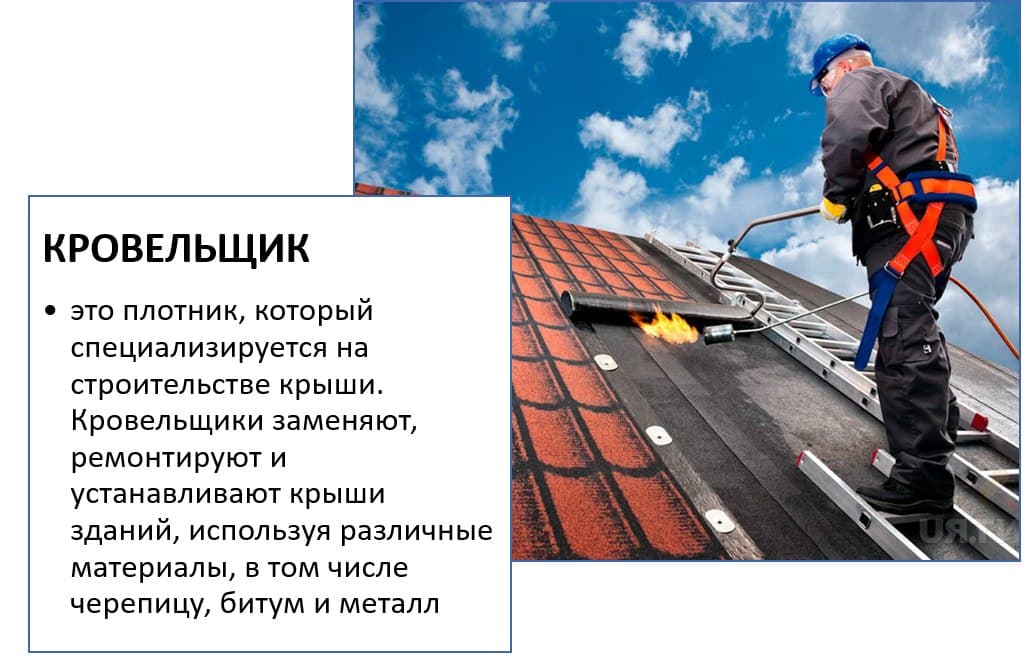 КРОВЕЛЬЩИК
• это плотник, который
специализируется на
строительстве крыши.
Кровельщики заменяют,
ремонтируют и
устанавливают крыши
зданий, используя различные
материалы, в том числе
черепицу, битум и металл